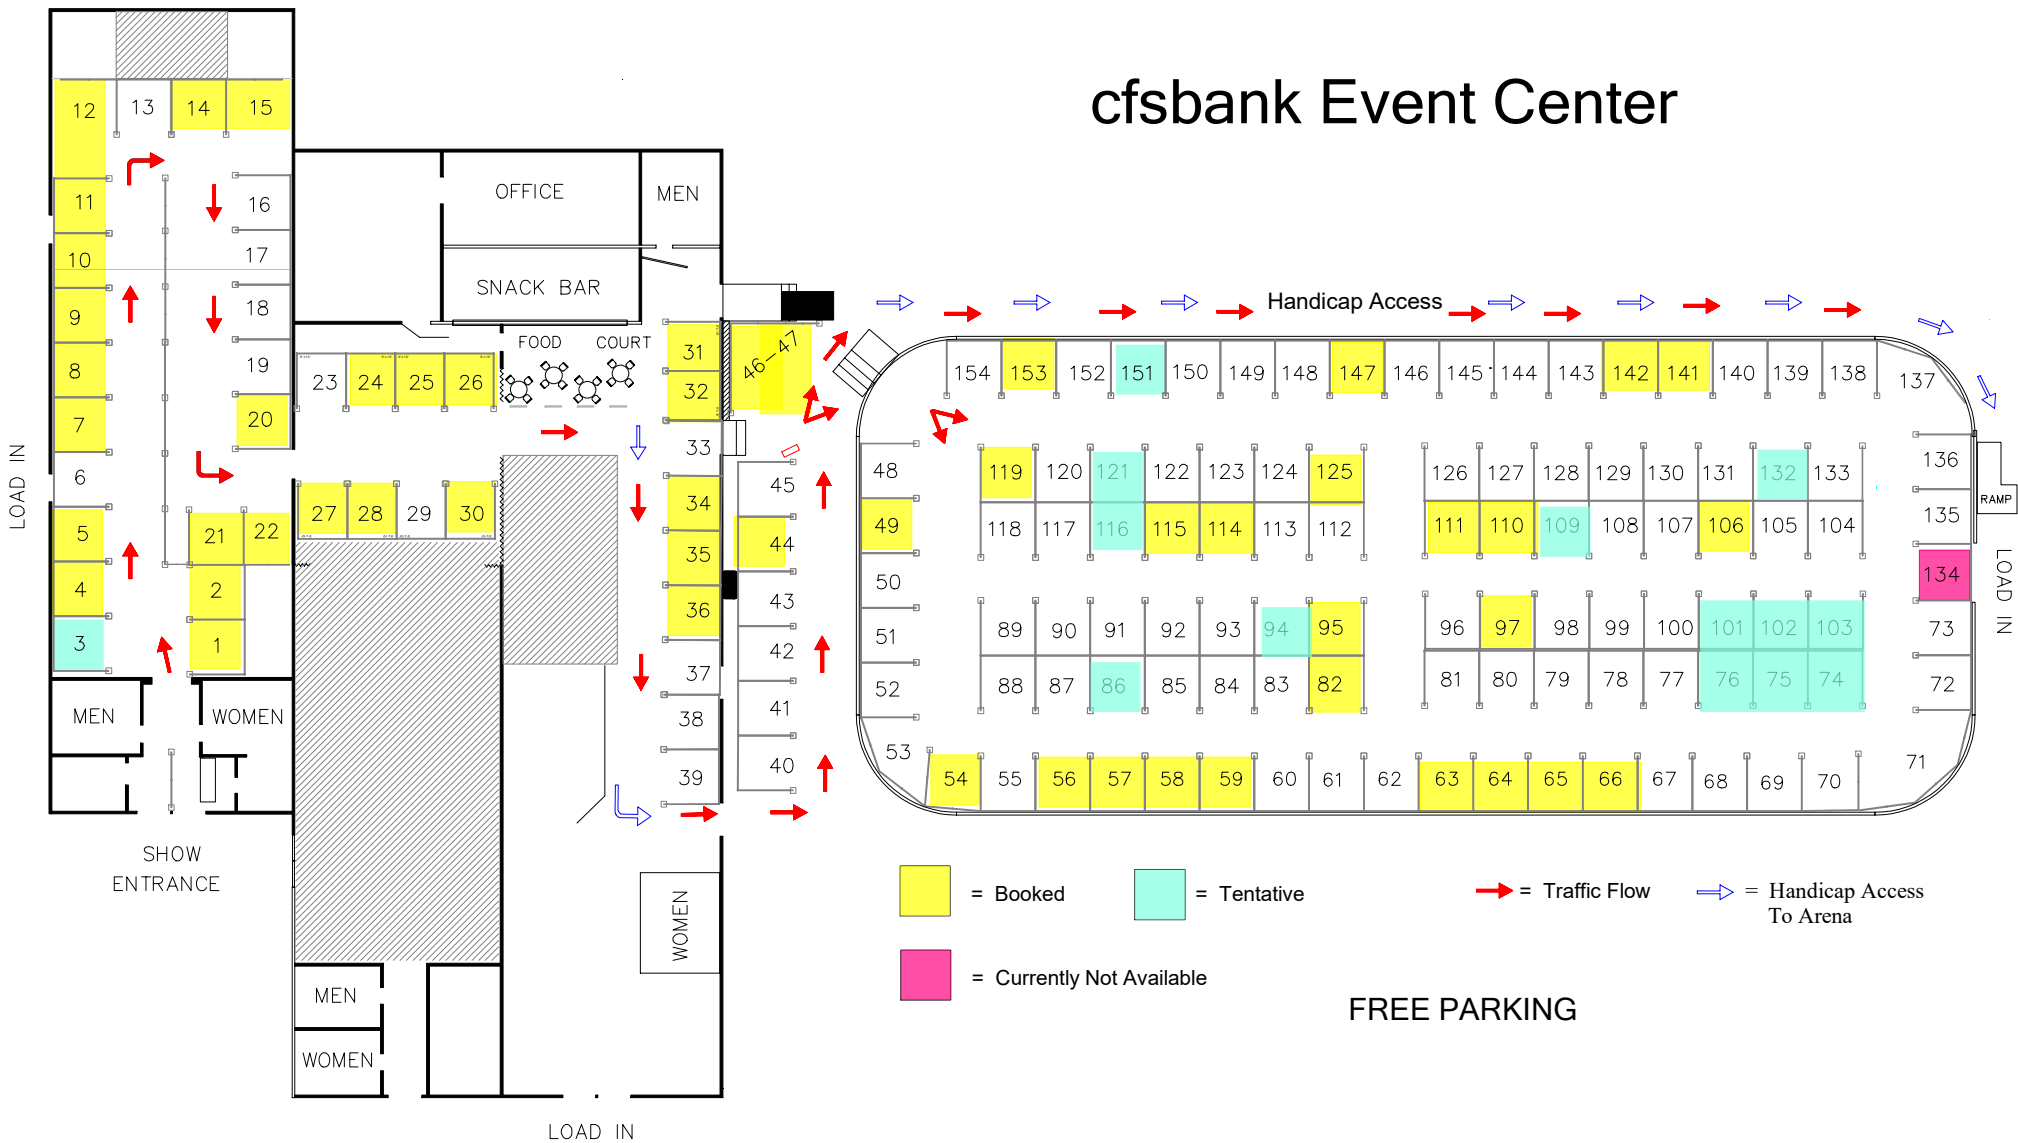 cfsbank Event Center
12
13
14
15
11
16
10
17
9
18
8
19
7
20
6
5
21
22
4
2
3
1
LOAD IN
MEN
WOMEN
SHOW
ENTRANCE
OFFICE
MEN
SNACK BAR
FOOD COURT
23
24
25
26
27
28
29
30
31
32
33
34
35
36
37
38
39
46-47
45
44
43
42
41
40
WOMEN
MEN
WOMEN
LOAD IN
Handicap Access
154 153 152 151 150 149 148 147 146 145 144 143 142 141 140 139 138 137
48
49
50
51
52
53
119 120 121 122 123 124 125
118 117 116 115 114 113 112
126 127 128 129 130 131 132 133
111 110 109 108 107 106 105 104
89 90 91 92 93 94 95
88 87 86 85 84 83 82
96 97 98 99 100 101 102 103
81 80 79 78 77 76 75 74
54 55 56 57 58 59 60 61 62 63 64 65 66 67 68 69 70 71
136
135
134
73
72
RAMP
LOAD IN
= Booked
= Tentative
= Traffic Flow
= Handicap Access
To Arena
= Currently Not Available
FREE PARKING